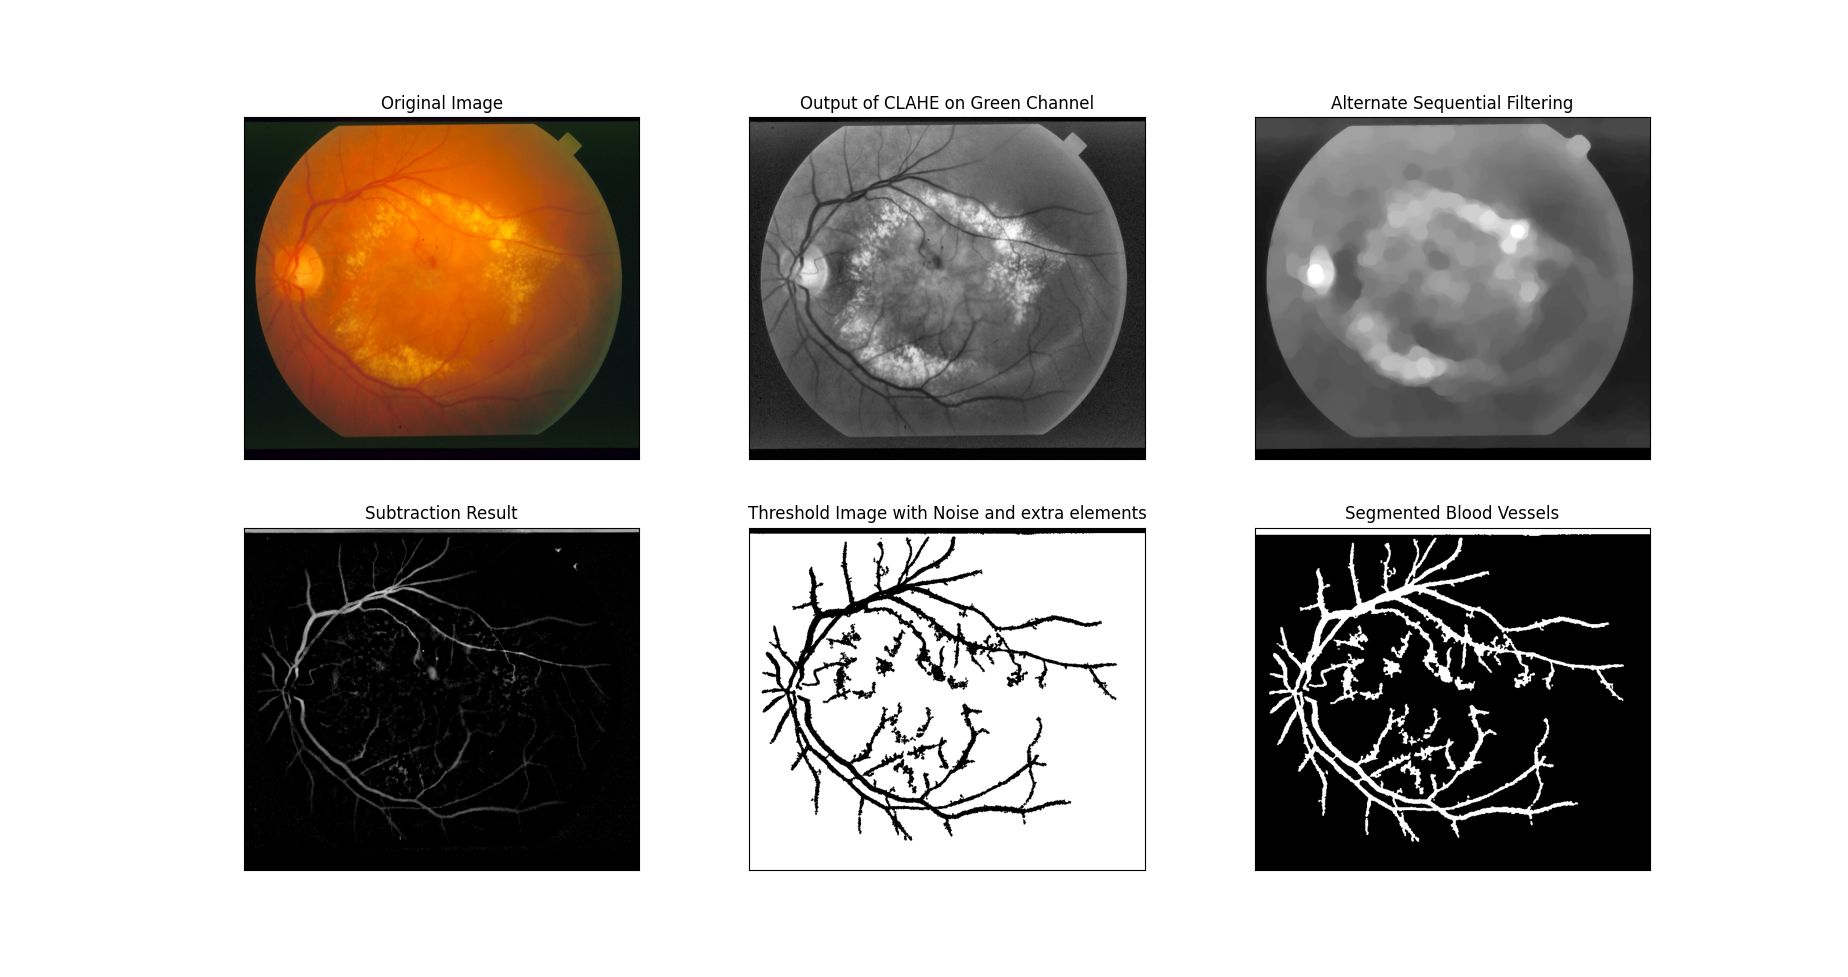 Original Image
Output of CLAHE on Green Channel
Alternate Sequential Filtering
Subtraction Result
Threshold Image with Noise and extra elements
Segmented Blood Vessels